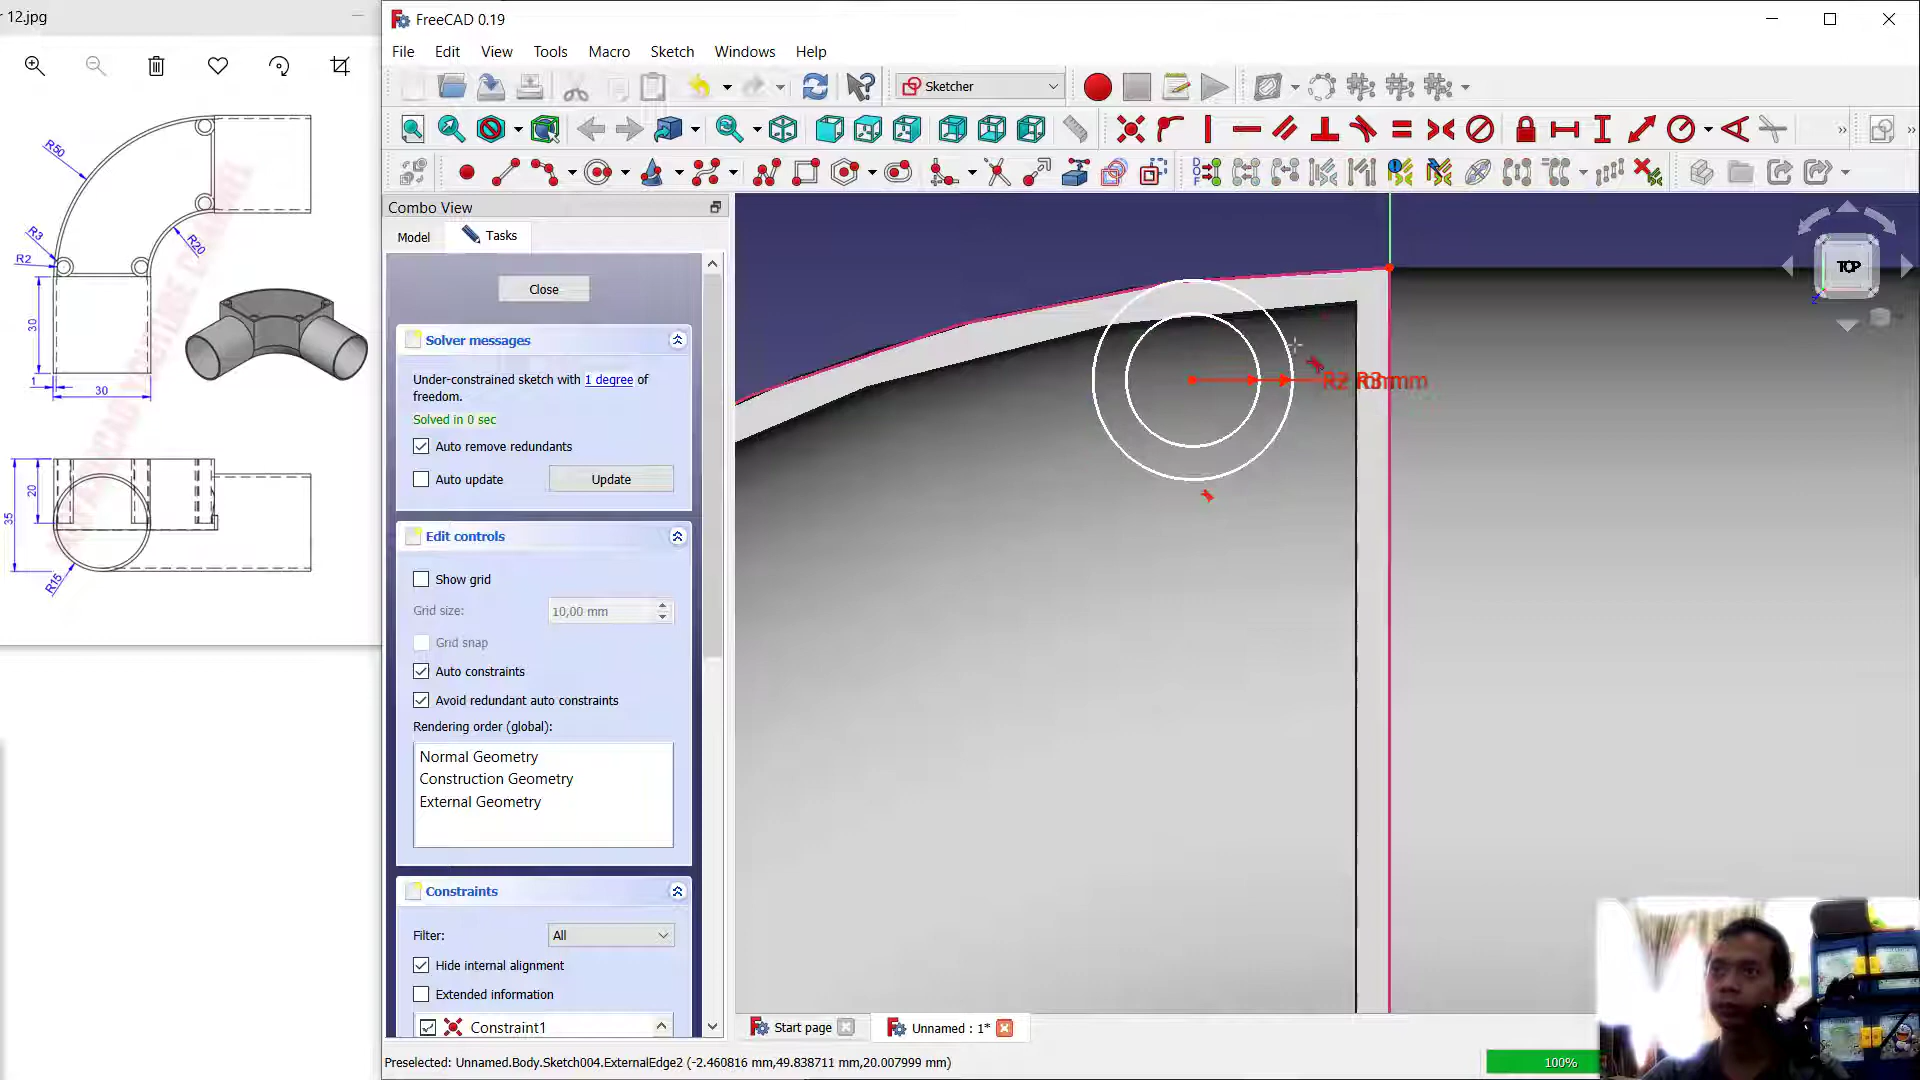 12.jpg
FreeCAD 0.19
File Edit View Tools Macro Sketch Windows Help
Sketcher
R50
R3
R2
R20
30
1
30
20
35
R15
Combo View
Model
Tasks
Close
Solver messages
Under-constrained sketch with 1 degree of
freedom.
Solved in 0 sec
Auto remove redundants
Auto update
Update
Edit controls
Show grid
Grid size:
10,00 mm
Grid snap
Auto constraints
Avoid redundant auto constraints
Rendering order (global):
Normal Geometry
Construction Geometry
External Geometry
Constraints
Filter:
All
Hide internal alignment
Extended information
Constraint1
TOP
Z
Start page
Unnamed : 1*
Preselected: Unnamed.Body.Sketch004.ExternalEdge2 (-2.460816 mm,49.838711 mm,20.007999 mm)
100%